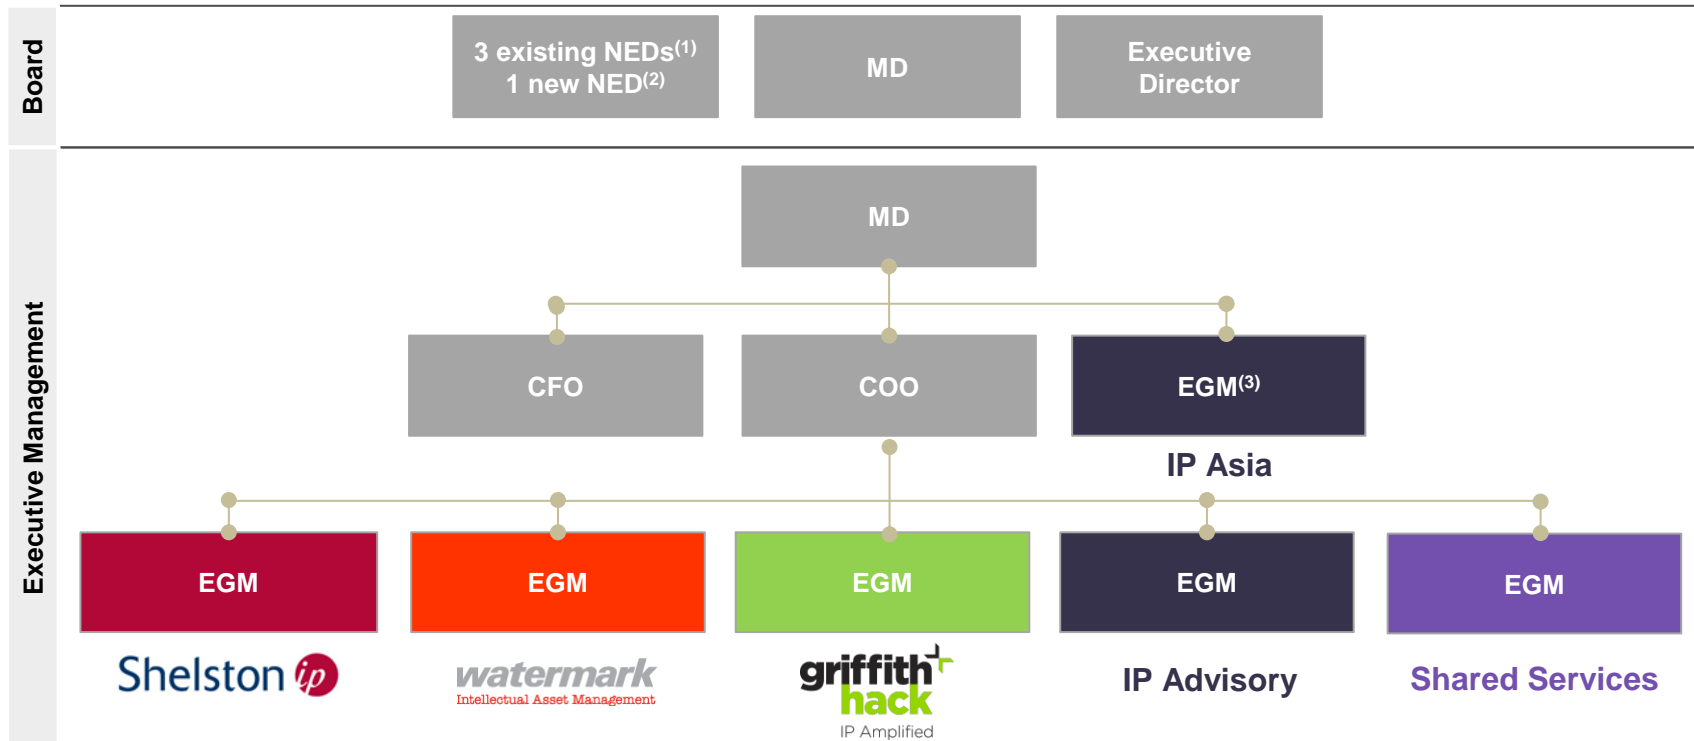 Board
3 existing NEDs(1)
1 new NED(2)
MD
Executive
Director
Executive Management
MD
CFO
COO
EGM(3)
IP Asia
EGM
EGM
EGM
EGM
EGM
Shelston ip
watermark
Intellectual Asset Management
griffith
hack
IP Amplified
IP Advisory
Shared Services